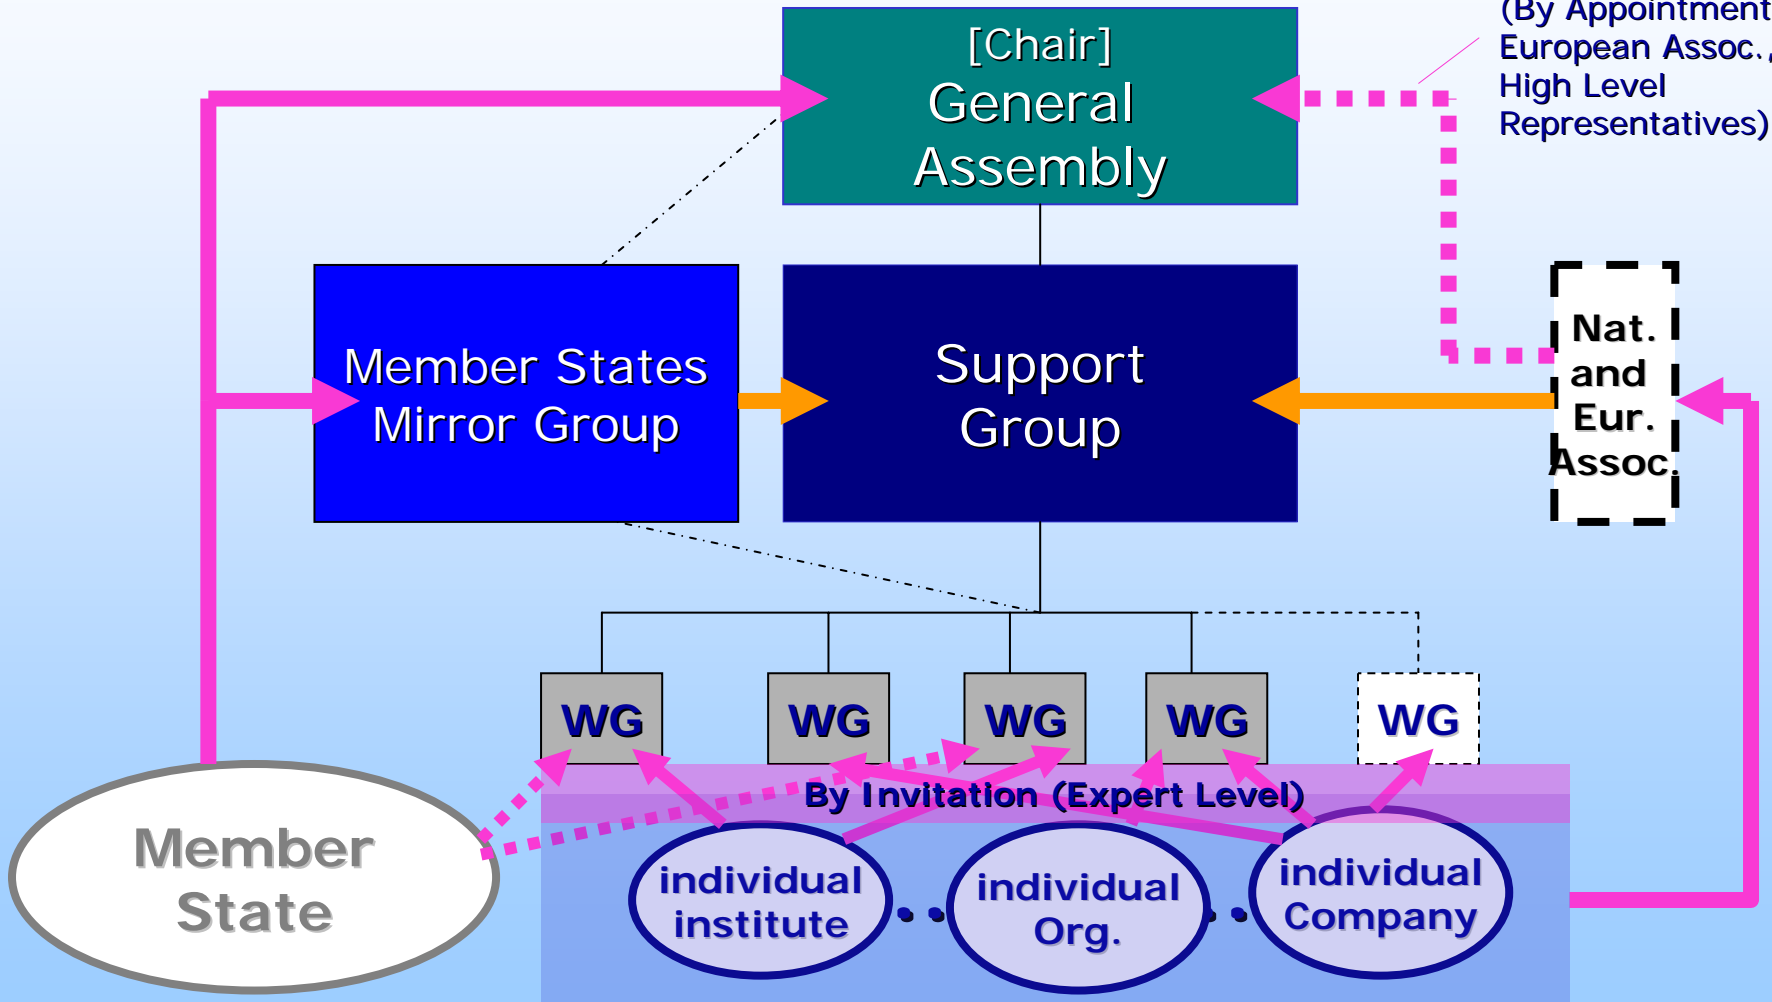 (By Appointment
European Assoc.,
High Level
Representatives)
[Chair]
General
Assembly
Member States
Mirror Group
Support
Group
Nat.
and
Eur.
Assoc.
WG
WG
WG
WG
WG
By Invitation (Expert Level)
Member
State
individual
institute
individual
Org.
individual
Company